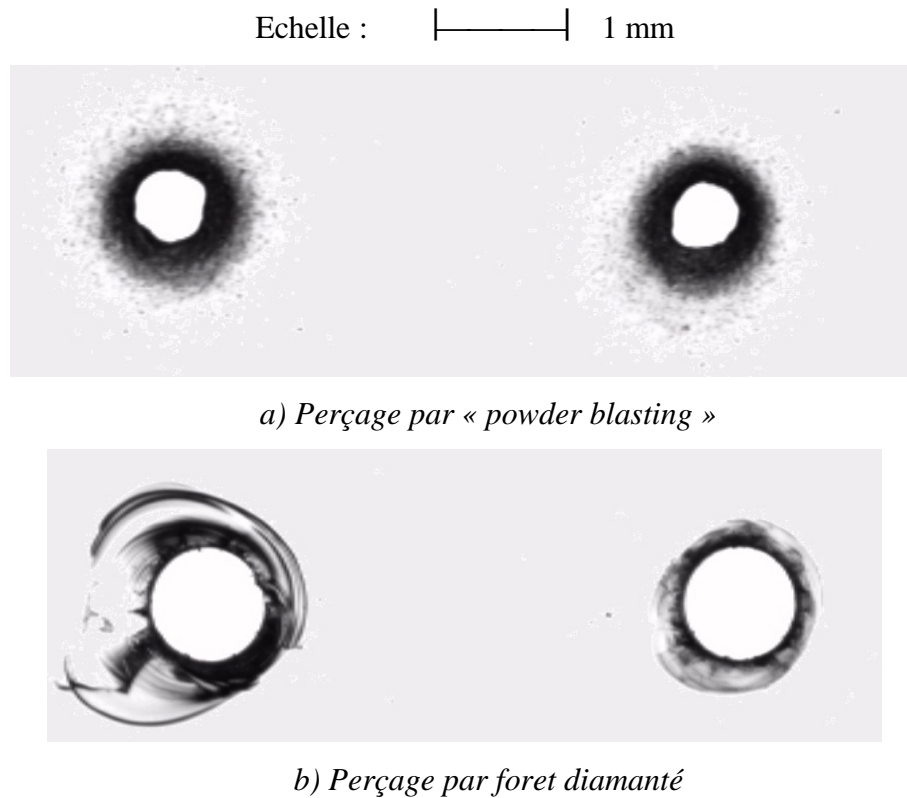 Echelle : 1 mm
a) Perçage par « powder blasting »
b) Perçage par foret diamanté